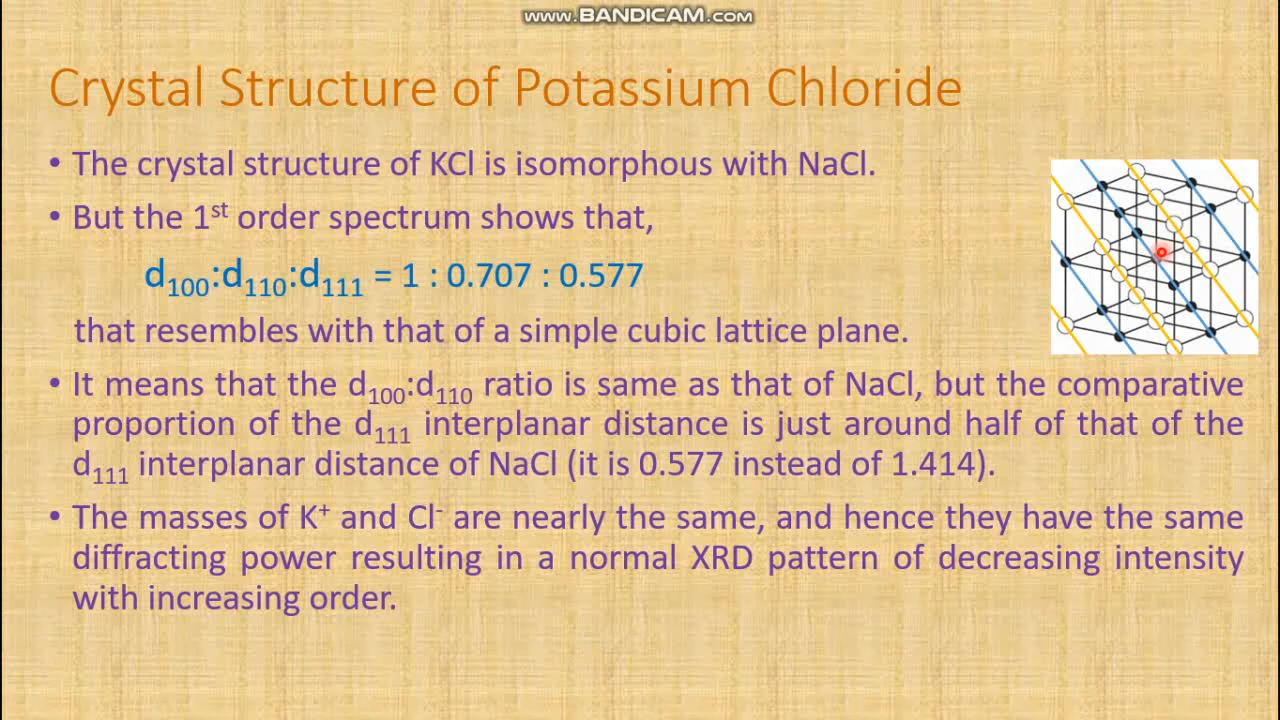 www.BANDICAM.com
Crystal Structure of Potassium Chloride
• The crystal structure of KCl is isomorphous with NaCl.
• But the 1st order spectrum shows that,
d100:d110:d111 = 1 : 0.707 : 0.577
that resembles with that of a simple cubic lattice plane.
• It means that the d100:d110 ratio is same as that of NaCl, but the comparative
proportion of the d111 interplanar distance is just around half of that of the
d111 interplanar distance of NaCl (it is 0.577 instead of 1.414).
• The masses of K+ and Cl- are nearly the same, and hence they have the same
diffracting power resulting in a normal XRD pattern of decreasing intensity
with increasing order.